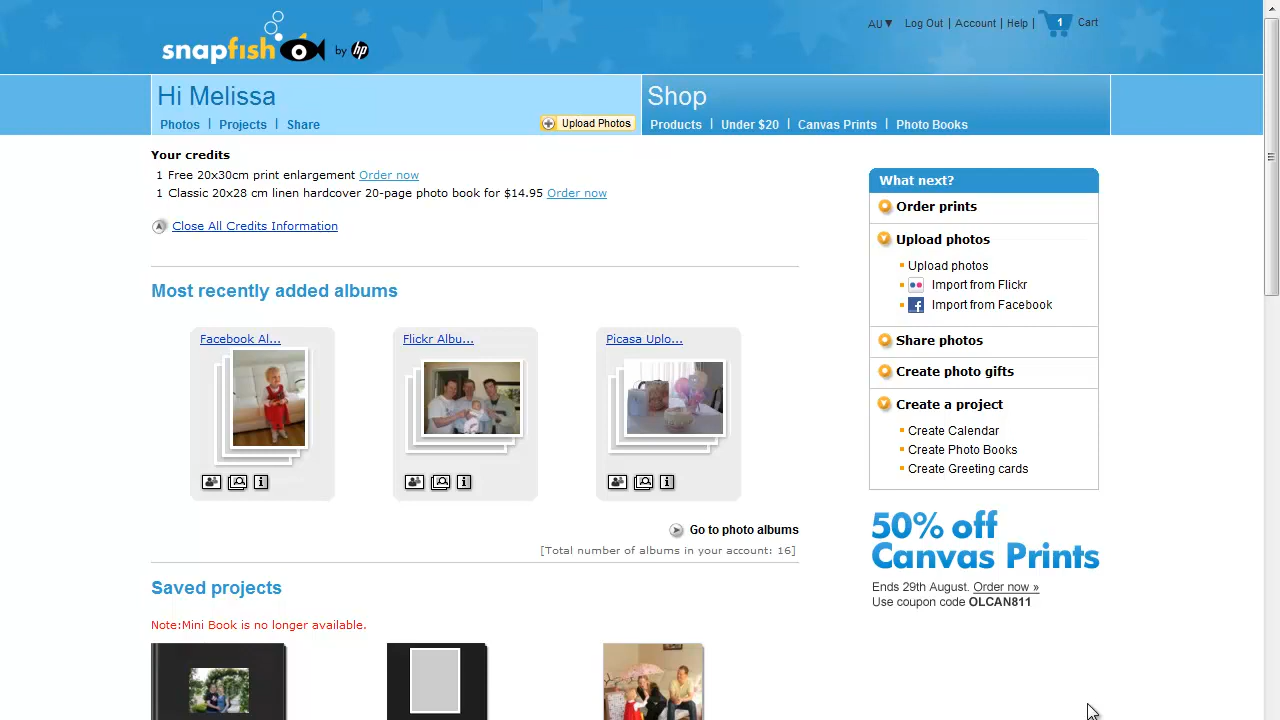 snapfish by hp
AU▼ Log Out | Account | Help | 1 Cart
Hi Melissa
Photos | Projects | Share
Upload Photos
Shop
Products | Under $20 | Canvas Prints | Photo Books
Your credits
1 Free 20x30cm print enlargement Order now
1 Classic 20x28 cm linen hardcover 20-page photo book for $14.95 Order now
Close All Credits Information
Most recently added albums
Facebook Al...
Flickr Albu...
Picasa Uplo...
Go to photo albums
[Total number of albums in your account: 16]
Saved projects
Note:Mini Book is no longer available.
What next?
Order prints
Upload photos
Upload photos
Import from Flickr
Import from Facebook
Share photos
Create photo gifts
Create a project
Create Calendar
Create Photo Books
Create Greeting cards
50% off
Canvas Prints
Ends 29th August. Order now »
Use coupon code OLCAN811